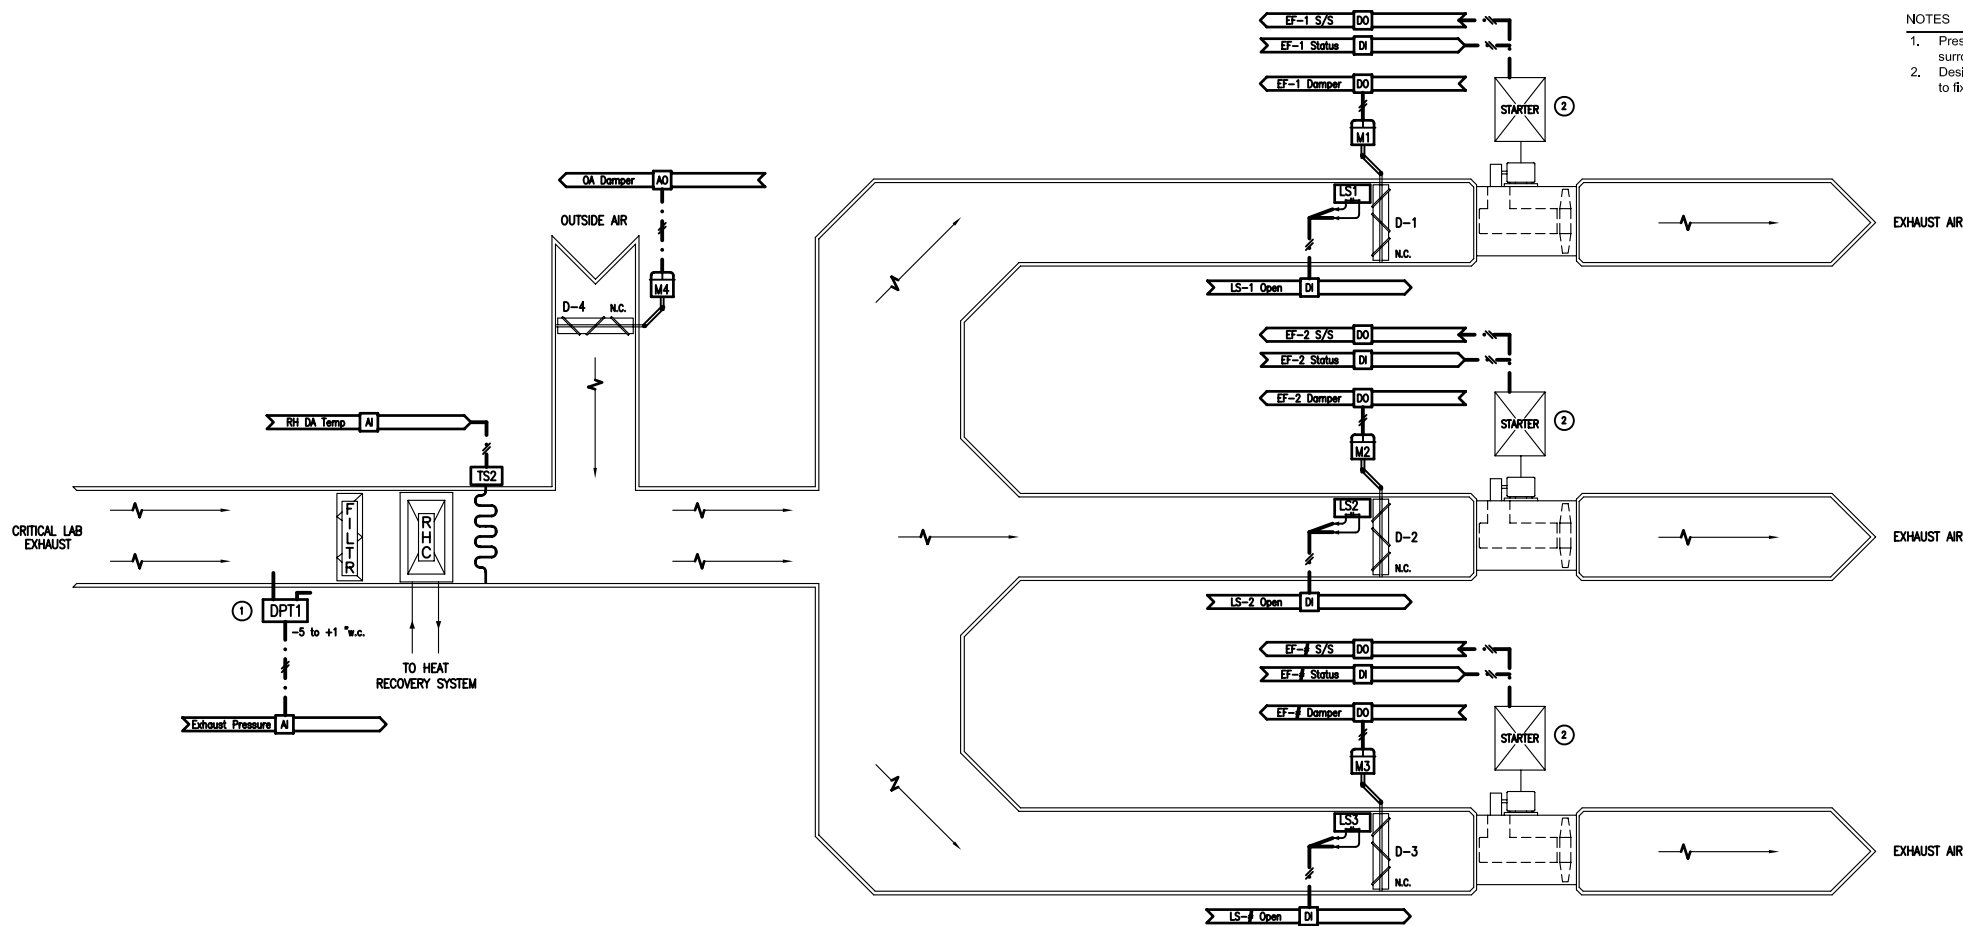 EF-1 S/S DO
EF-1 Status DI
EF-1 Damper DO
M1
STARTER
2
NOTES
1.
2.
to
OA Damper AO
OUTSIDE AIR
M4
D-4 N.C.
LS1
D-1
N.C.
LS-1 Open DI
EXHAUST AIR
EF-2 S/S DO
EF-2 Status DI
EF-2 Damper DO
M2
STARTER
2
RH DA Temp AI
TS2
CRITICAL LAB
EXHAUST
FILTR
RHC
LS2
D-2
N.C.
LS-2 Open DI
EXHAUST AIR
1
DPT1
-5 to +1 "w.c.
TO HEAT
RECOVERY SYSTEM
Exhaust Pressure AI
EF-# S/S DO
EF-# Status DI
EF-# Damper DO
M3
STARTER
2
LS3
D-3
N.C.
LS-# Open DI
EXHAUST AIR